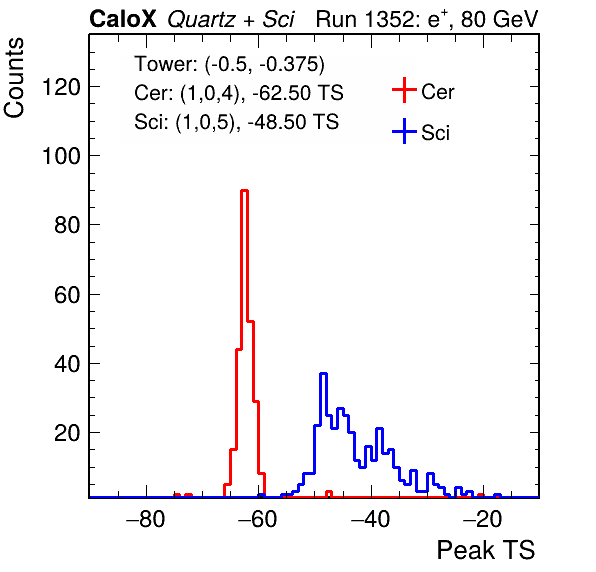 CaloX Quartz + Sci Run 1352: e+, 80 GeV
Tower: (-0.5, -0.375)
Cer: (1,0,4), -62.50 TS
Sci: (1,0,5), -48.50 TS
Cer
Sci
Counts
120
100
80
60
40
20
−80 −60 −40 −20
Peak TS